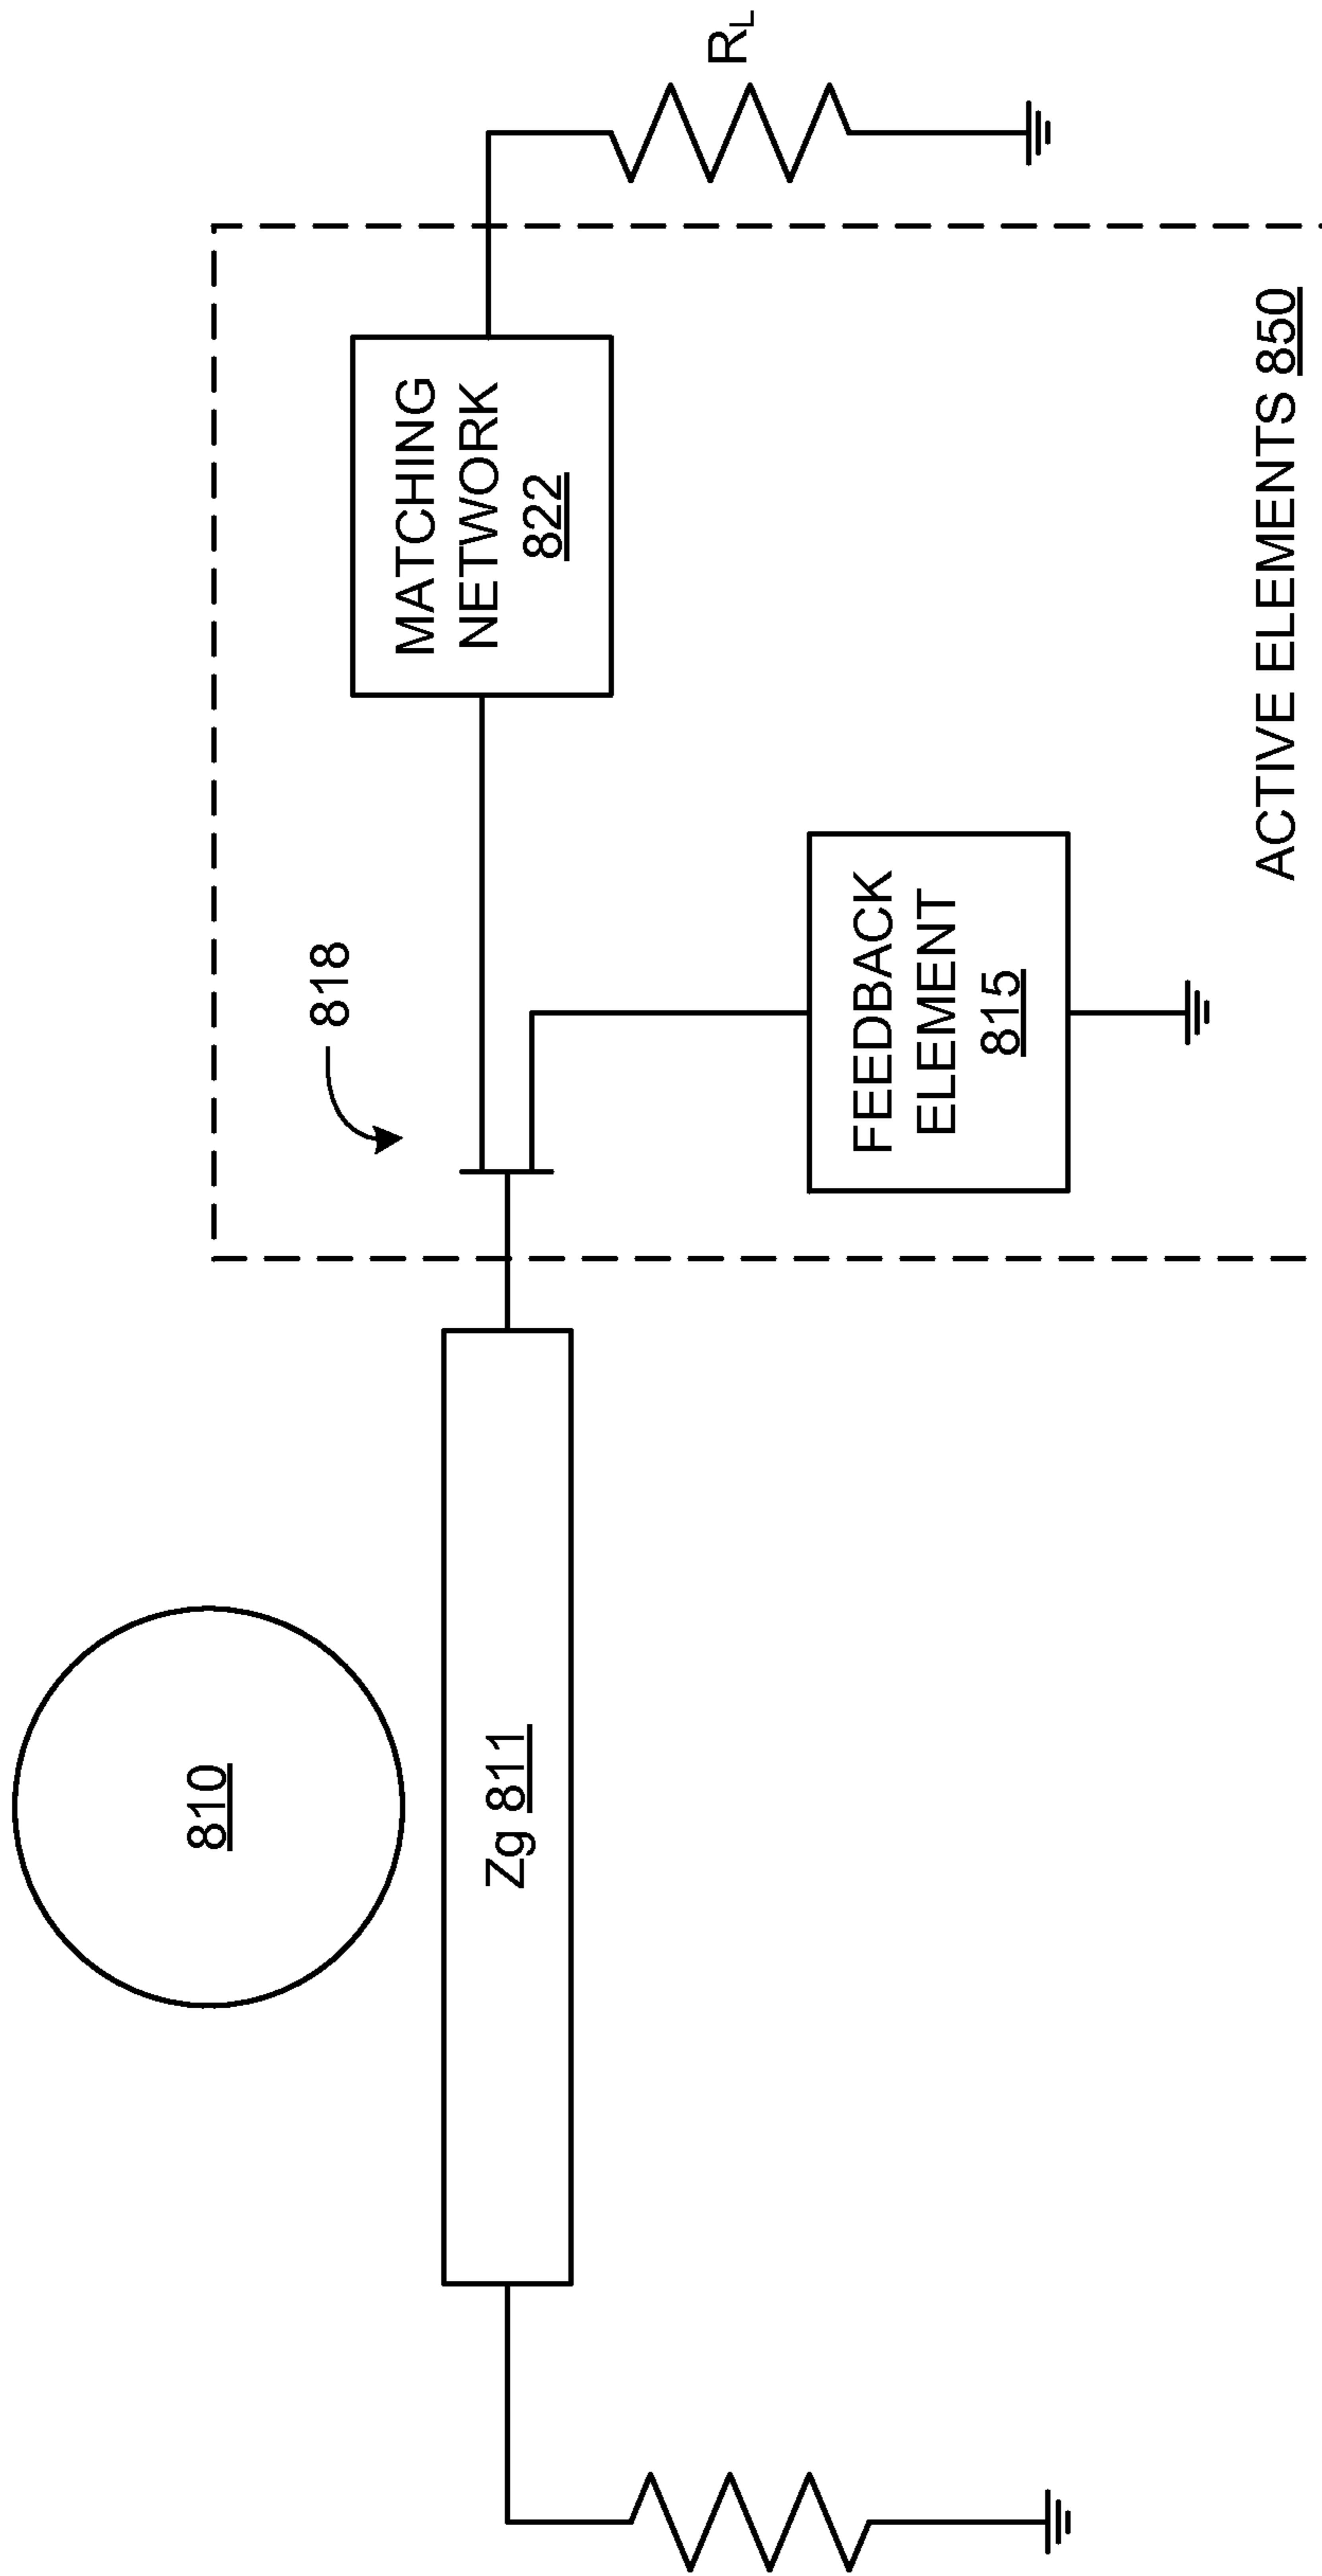 810
Zg 811
818
MATCHING
NETWORK
822
R_L
FEEDBACK
ELEMENT
815
ACTIVE ELEMENTS 850